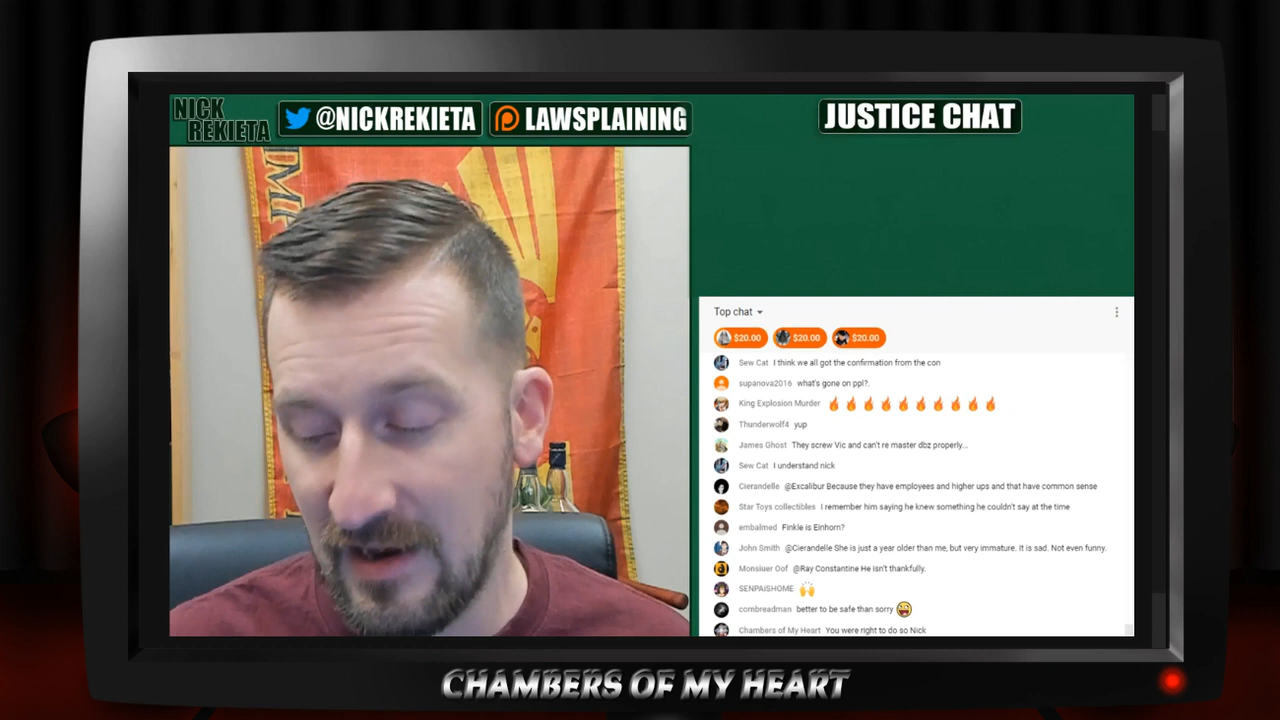 NICK
REKIETA
@NICKREKIETA
LAWSPLAINING
JUSTICE CHAT
Top chat
$20.00 $20.00 $20.00
Sew Cat I think we all got the confirmation from the con
supanova2016 what's gone on ppl?.
King Explosion Murder 🔥🔥🔥🔥🔥🔥🔥🔥🔥🔥
Thunderwolf4 yup
James Ghost They screw Vic and can't re master dbz properly...
Sew Cat I understand nick
Cierandelle @Excalibur Because they have employees and higher ups and that have common sense
Star Toys collectibles I remember him saying he knew something he couldn't say at the time
embalmed Finkle is Einhorn?
John Smith @Cierandelle She is just a year older than me, but very immature. It is sad. Not even funny.
Monsiuer Oof @Ray Constantine He isn't thankfully.
SENPAISHOME 🙌
cornbreadman better to be safe than sorry 😜
Chambers of My Heart You were right to do so Nick
CHAMBERS OF MY HEART